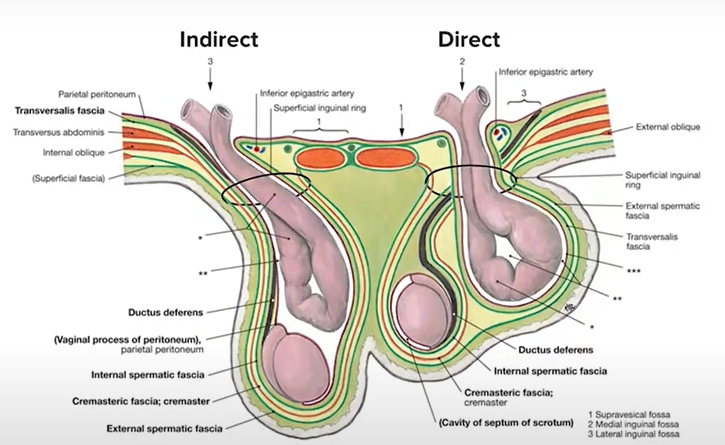 Indirect
Direct
3
2
Inferior epigastric artery
3
Parietal peritoneum
Transversalis fascia
Transversus abdominis
Internal oblique
(Superficial fascia)
Inferior epigastric artery
Superficial inguinal ring
1
1
External oblique
Superficial inguinal
ring
External spermatic
fascia
Transversalis
fascia
***
**
*
*
**
Ductus deferens
(Vaginal process of peritoneum),
parietal peritoneum
Internal spermatic fascia
Cremasteric fascia; cremaster
External spermatic fascia
Ductus deferens
Internal spermatic fascia
Cremasteric fascia;
cremaster
(Cavity of septum of scrotum)
1 Supravesical fossa
2 Medial inguinal fossa
3 Lateral inguinal fossa